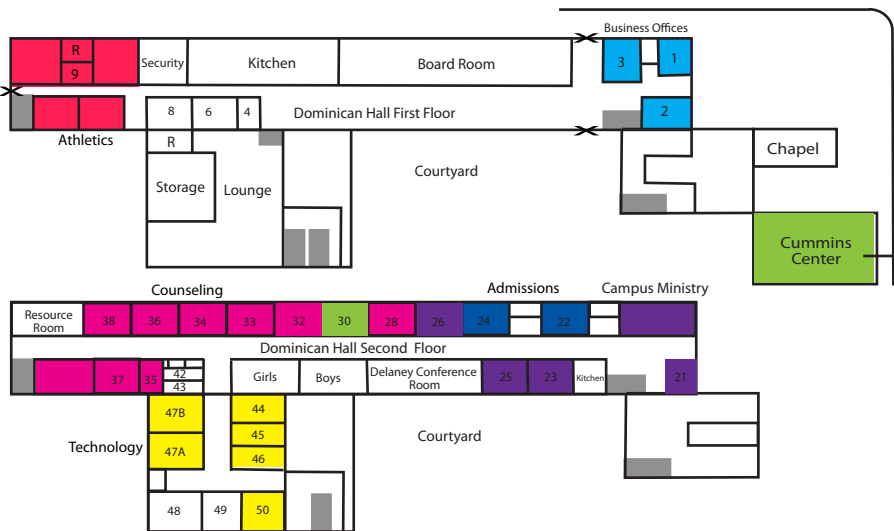 Business Offices
R
9
Security
Kitchen
Board Room
3
1
8
6
4
Dominican Hall First Floor
2
Athletics
R
Chapel
Storage
Lounge
Courtyard
Cummins
Center
Counseling
Admissions
Campus Ministry
Resource
Room
38
36
34
33
32
30
28
26
24
22
Dominican Hall Second Floor
37
35
42
43
Girls
Boys
Delaney Conference
Room
25
23
Kitchen
21
47B
44
45
46
Technology
47A
Courtyard
48
49
50